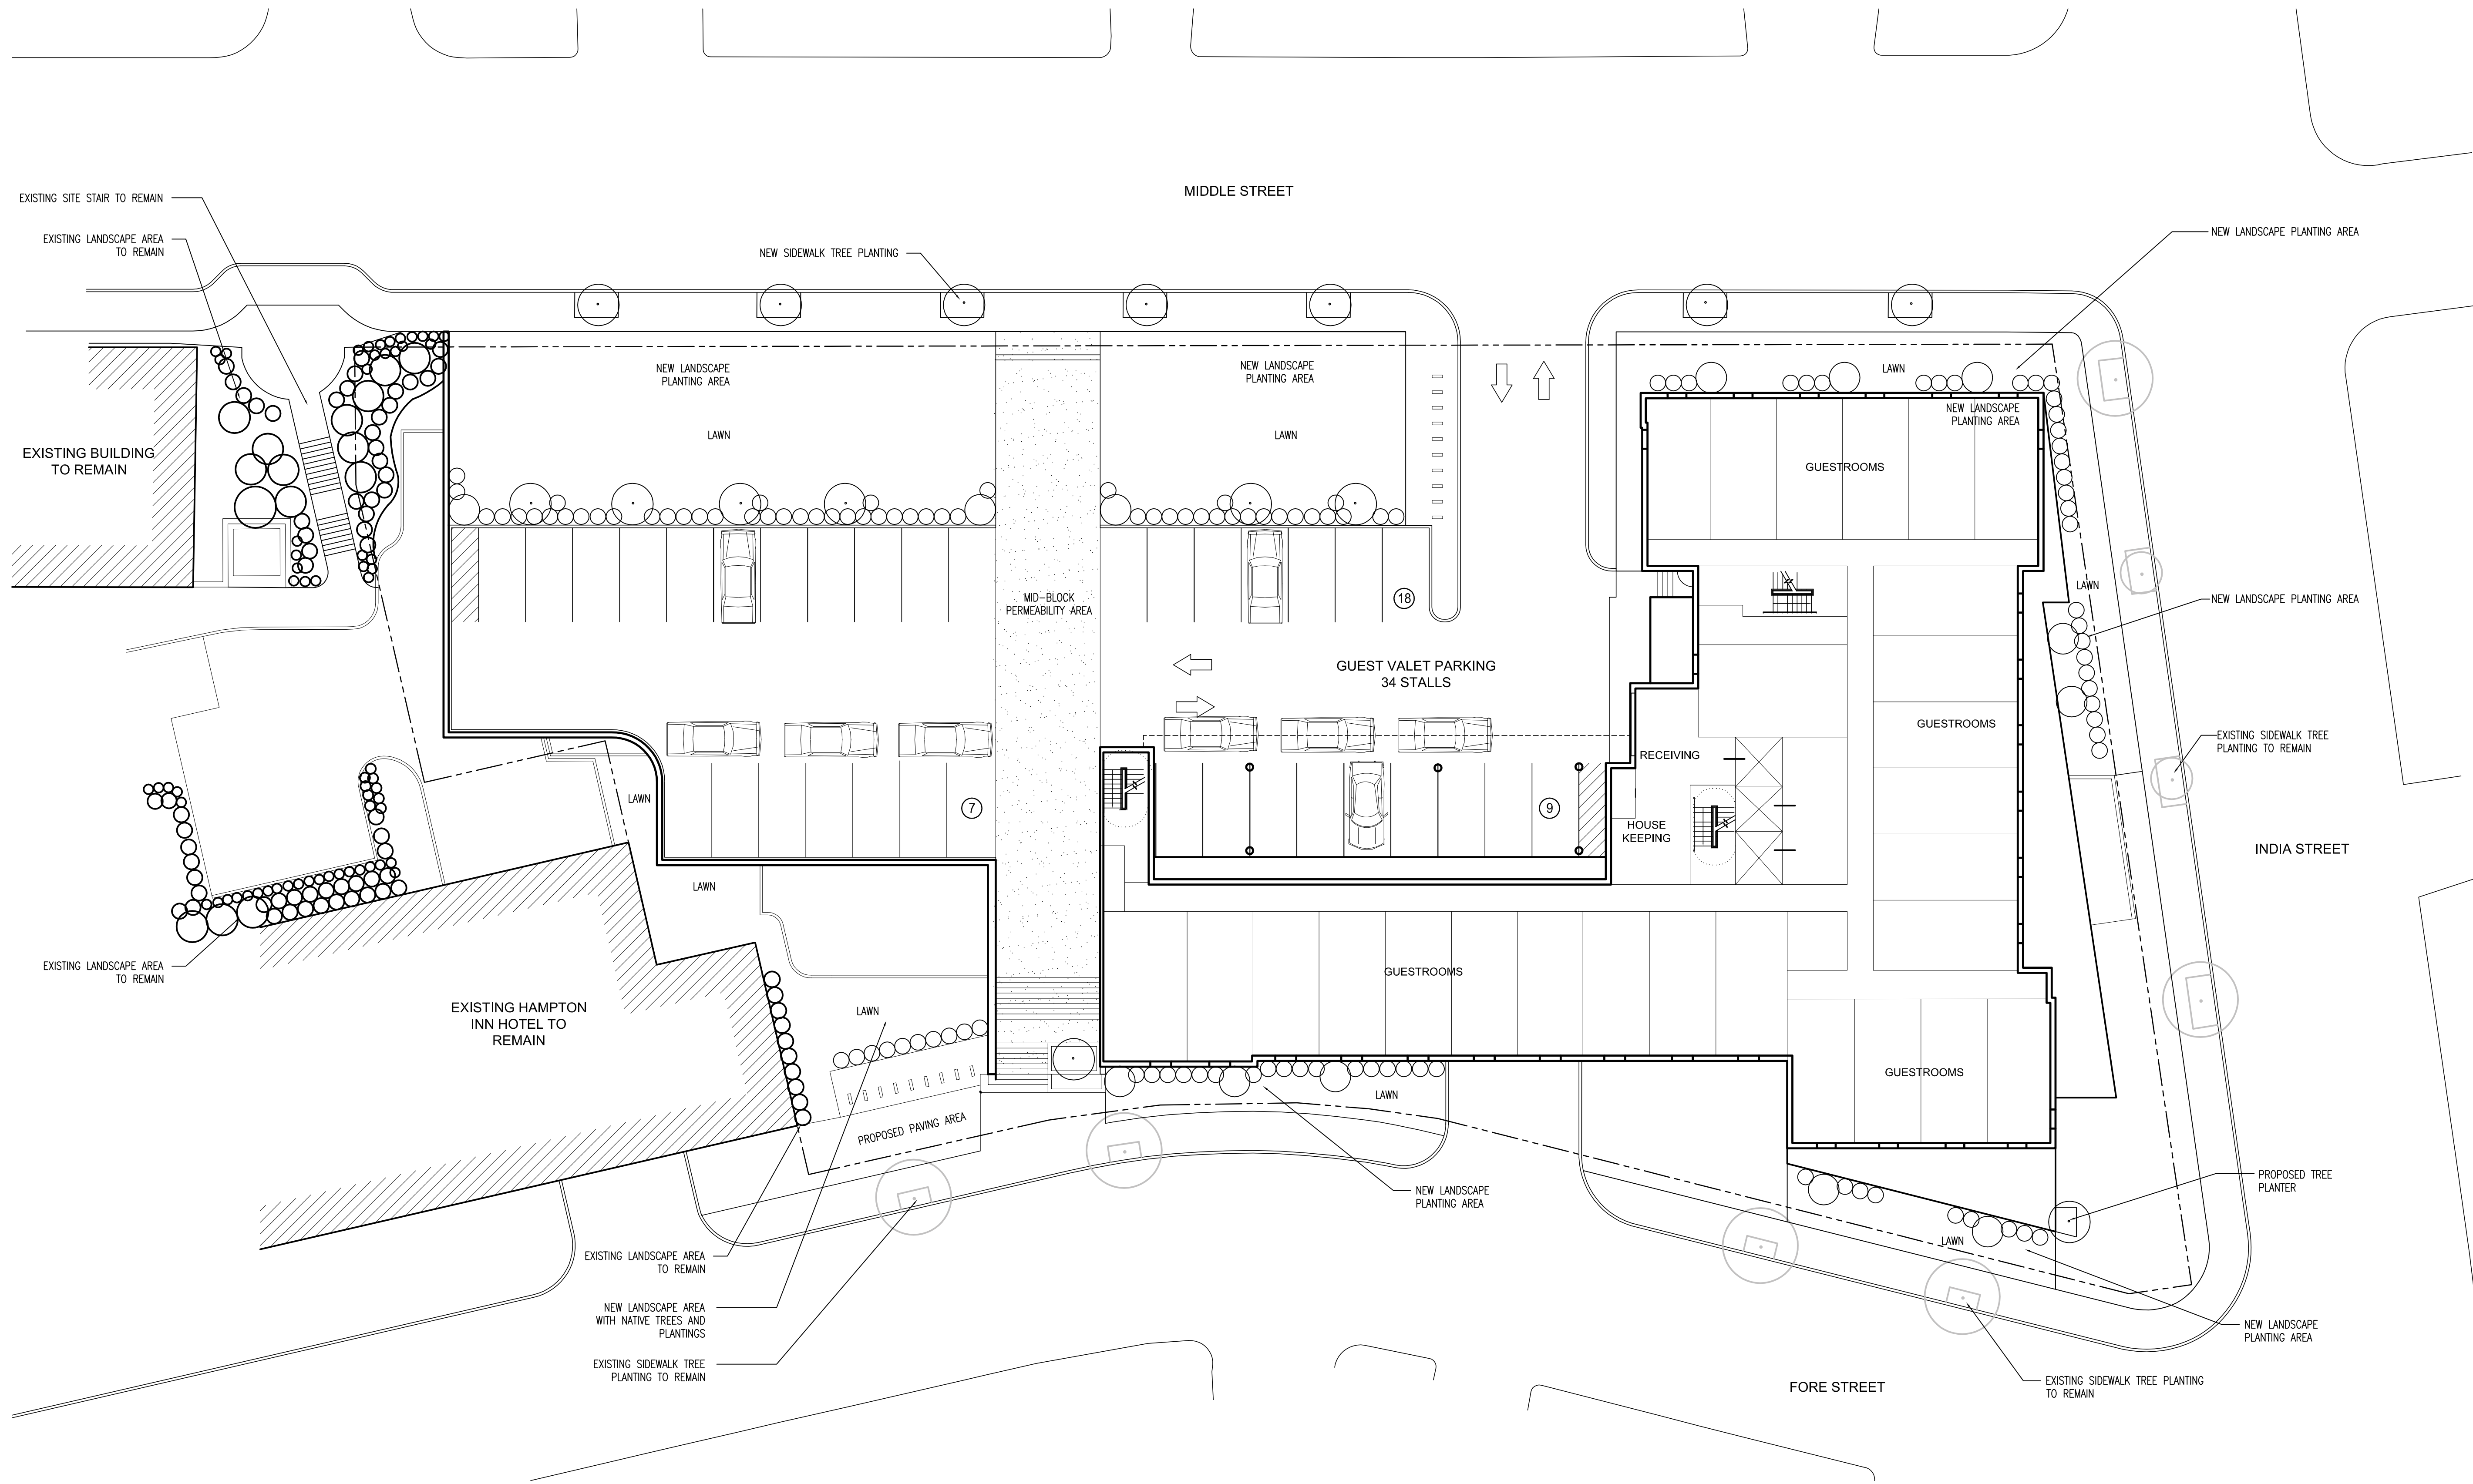 MIDDLE STREET
EXISTING SITE STAIR TO REMAIN
EXISTING LANDSCAPE AREA
TO REMAIN
NEW SIDEWALK TREE PLANTING
NEW LANDSCAPE PLANTING AREA
NEW LANDSCAPE
PLANTING AREA
NEW LANDSCAPE
PLANTING AREA
LAWN
NEW LANDSCAPE
PLANTING AREA
LAWN
LAWN
EXISTING BUILDING
TO REMAIN
GUESTROOMS
MID-BLOCK
PERMEABILITY AREA
18
LAWN
NEW LANDSCAPE PLANTING AREA
GUEST VALET PARKING
34 STALLS
GUESTROOMS
EXISTING SIDEWALK TREE
PLANTING TO REMAIN
RECEIVING
LAWN
7
9
HOUSE
KEEPING
INDIA STREET
LAWN
EXISTING LANDSCAPE AREA
TO REMAIN
GUESTROOMS
EXISTING HAMPTON
INN HOTEL TO
REMAIN
LAWN
GUESTROOMS
LAWN
PROPOSED PAVING AREA
NEW LANDSCAPE
PLANTING AREA
PROPOSED TREE
PLANTER
LAWN
EXISTING LANDSCAPE AREA
TO REMAIN
NEW LANDSCAPE AREA
WITH NATIVE TREES AND
PLANTINGS
NEW LANDSCAPE
PLANTING AREA
EXISTING SIDEWALK TREE
PLANTING TO REMAIN
FORE STREET
EXISTING SIDEWALK TREE PLANTING
TO REMAIN